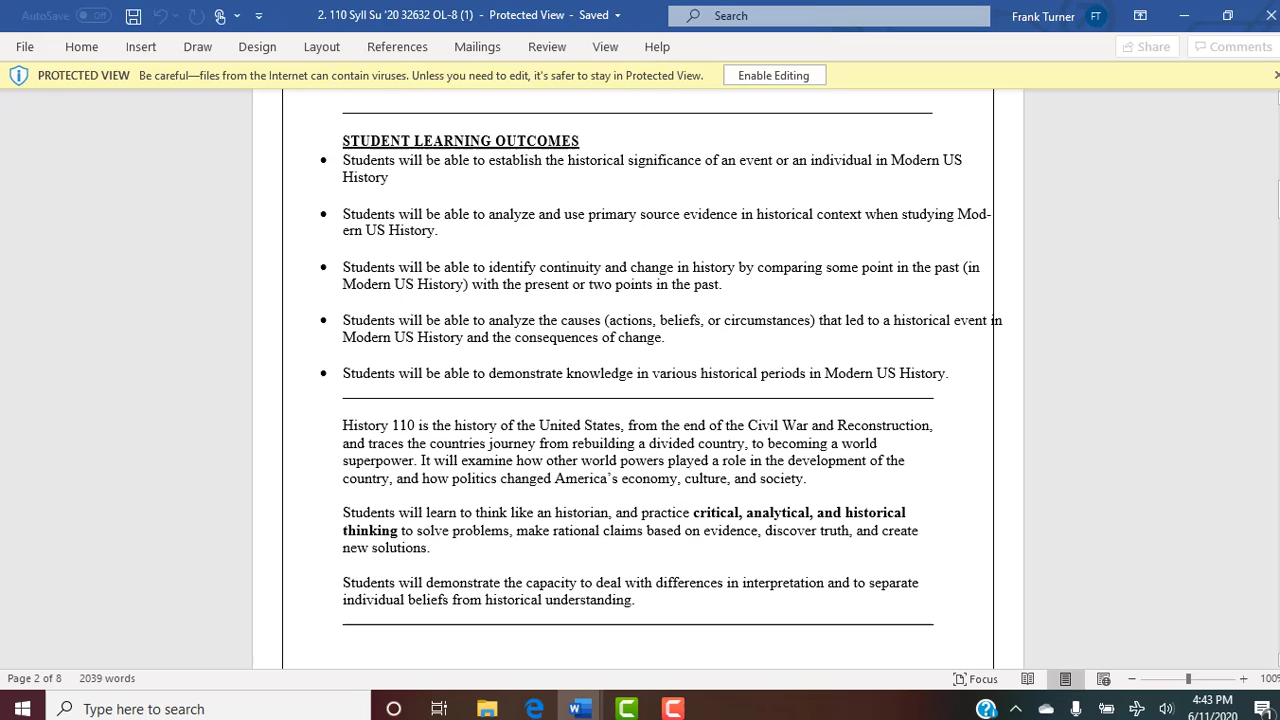 AutoSave Off 2. 110 Syll Su '20 32632 OL-8 (1) - Protected View - Saved Search Frank Turner FT
File Home Insert Draw Design Layout References Mailings Review View Help Share Comments
PROTECTED VIEW Be careful—files from the Internet can contain viruses. Unless you need to edit, it's safer to stay in Protected View. Enable Editing
STUDENT LEARNING OUTCOMES
• Students will be able to establish the historical significance of an event or an individual in Modern US
History
• Students will be able to analyze and use primary source evidence in historical context when studying Mod-
ern US History.
• Students will be able to identify continuity and change in history by comparing some point in the past (in
Modern US History) with the present or two points in the past.
• Students will be able to analyze the causes (actions, beliefs, or circumstances) that led to a historical event in
Modern US History and the consequences of change.
• Students will be able to demonstrate knowledge in various historical periods in Modern US History.
History 110 is the history of the United States, from the end of the Civil War and Reconstruction,
and traces the countries journey from rebuilding a divided country, to becoming a world
superpower. It will examine how other world powers played a role in the development of the
country, and how politics changed America's economy, culture, and society.
Students will learn to think like an historian, and practice critical, analytical, and historical
thinking to solve problems, make rational claims based on evidence, discover truth, and create
new solutions.
Students will demonstrate the capacity to deal with differences in interpretation and to separate
individual beliefs from historical understanding.
Page 2 of 8 2039 words Focus 100%
Type here to search 4:43 PM
6/11/2020